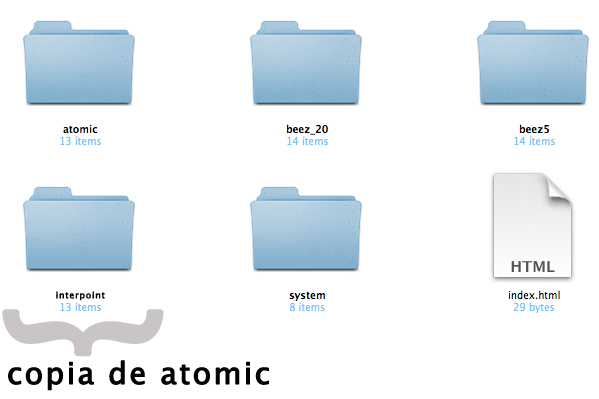 atomic
13 items
beez_20
14 items
beez5
14 items
HTML
interpoint
13 items
system
8 items
index.html
29 bytes
copia de atomic